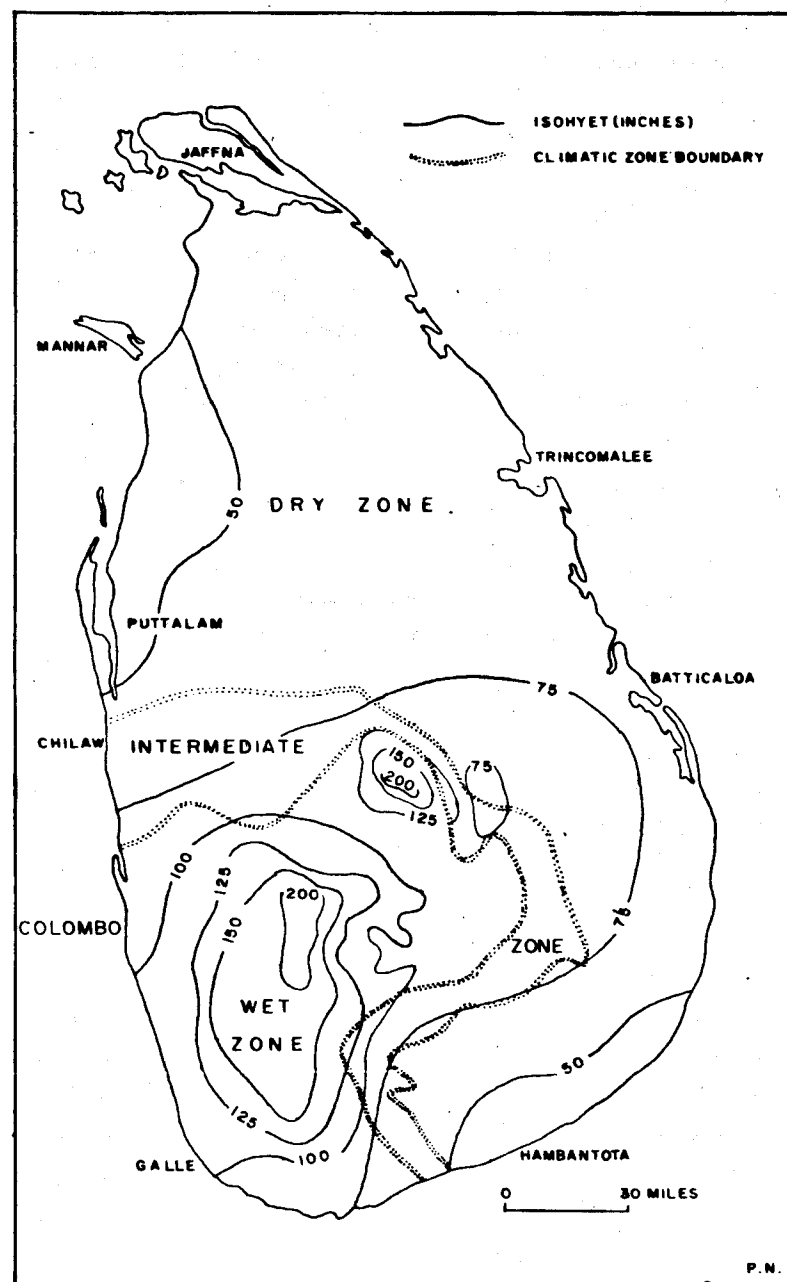 ISOHYET (INCHES)
CLIMATIC ZONE BOUNDARY
JAFFNA
MANNAR
TRINCOMALEE
50
DRY ZONE
PUTTALAM
BATTICALOA
75
CHILAW
INTERMEDIATE
150
75
200
125
100
125
200
150
75
COLOMBO
ZONE
WET
ZONE
50
125
100
GALLE
HAMBANTOTA
0 30 MILES
P.N.